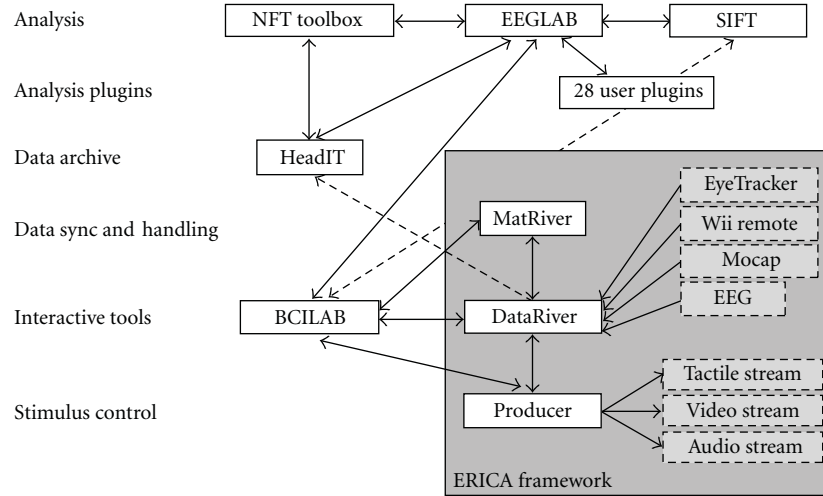 Analysis
NFT toolbox
EEGLAB
SIFT
Analysis plugins
28 user plugins
Data archive
HeadIT
EyeTracker
Data sync and handling
MatRiver
Wii remote
Mocap
EEG
Interactive tools
BCILAB
DataRiver
Tactile stream
Stimulus control
Producer
Video stream
Audio stream
ERICA framework